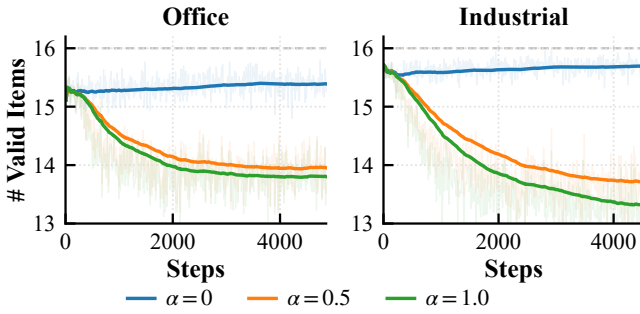 Office
Industrial
# Valid Items
16
15
14
13
16
15
14
13
0
2000
4000
0
2000
4000
Steps
Steps
α = 0
α = 0.5
α = 1.0